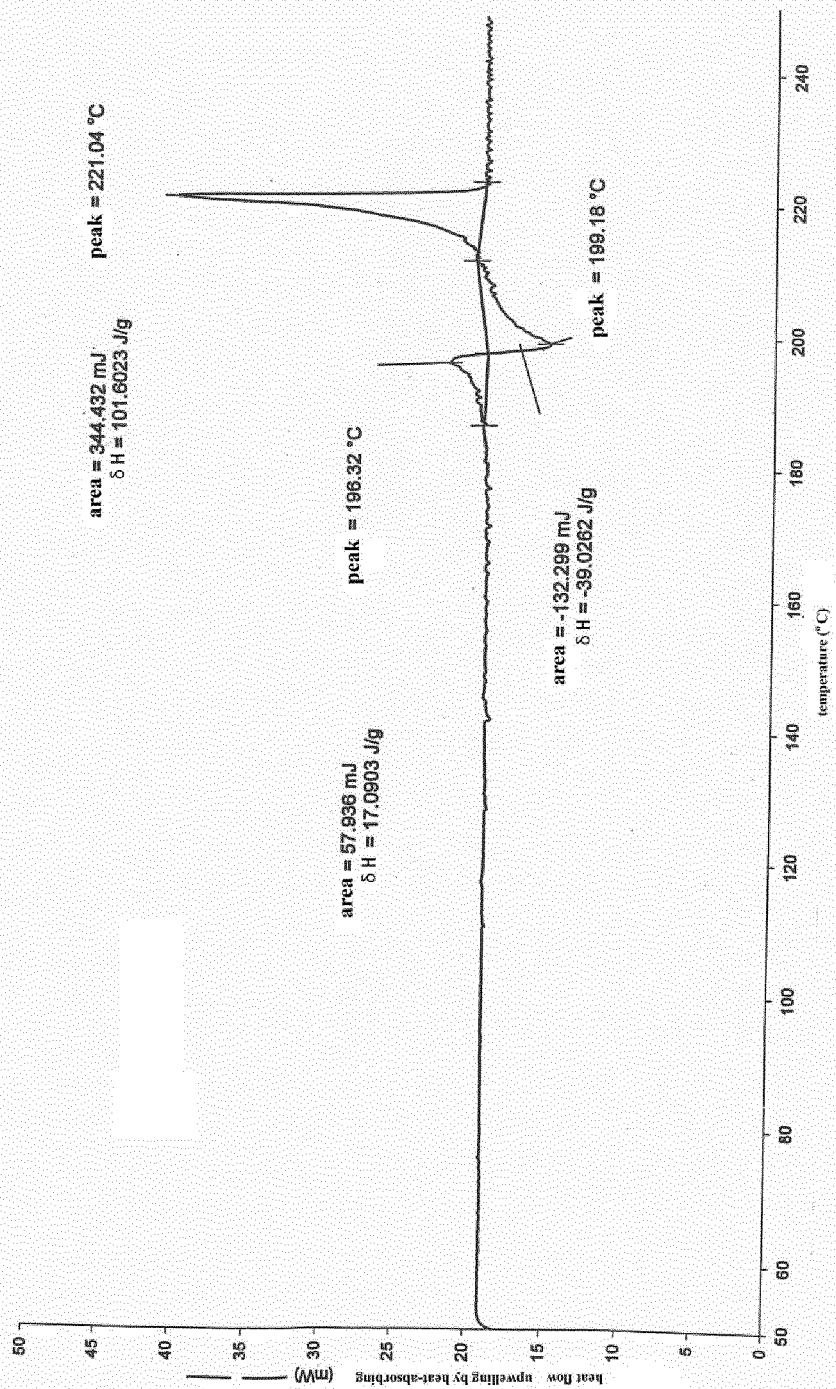 50
45
40
35
30
25
20
15
10
5
0
heat flow upwelling by heat-absorbing (mW)
area = 344.432 mJ
δ H = 101.6023 J/g
peak = 221.04 °C
area = 57.936 mJ
δ H = 17.0903 J/g
peak = 196.32 °C
area = -132.299 mJ
δ H = -39.0262 J/g
peak = 199.18 °C
50
60
80
100
120
140
160
180
200
220
240
temperature (°C)